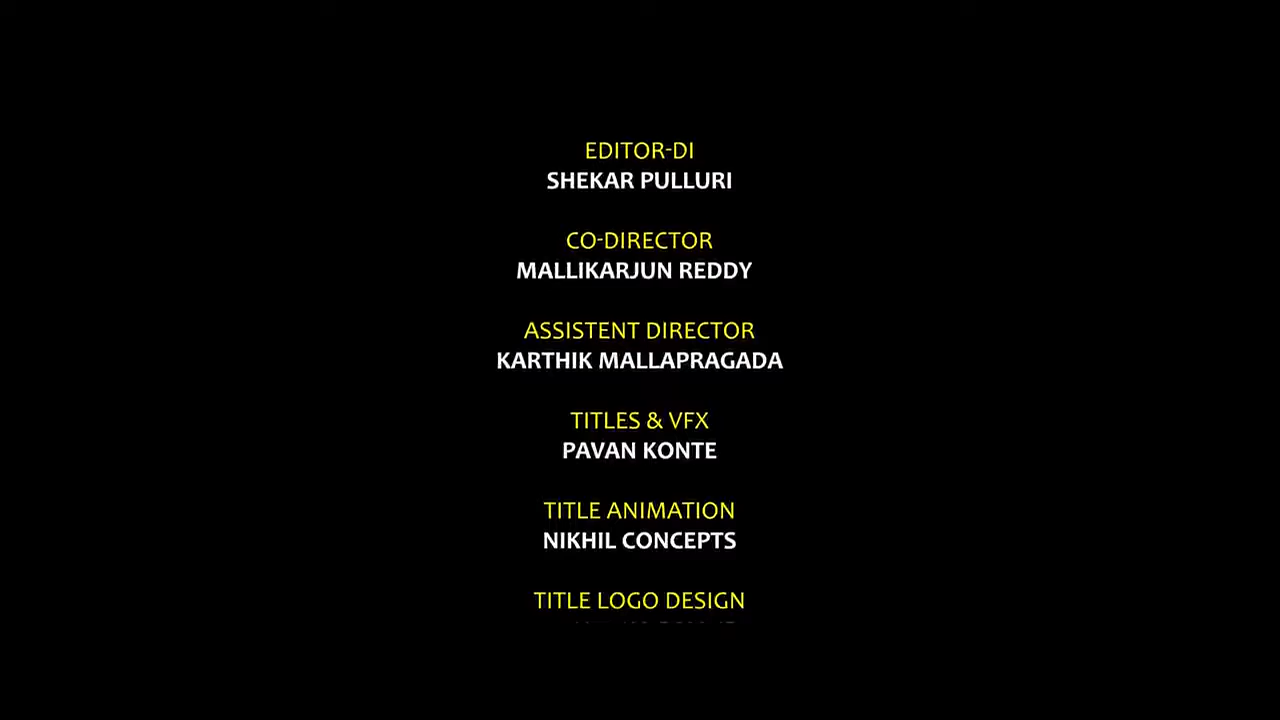 EDITOR-DI
SHEKAR PULLURI
CO-DIRECTOR
MALLIKARJUN REDDY
ASSISTENT DIRECTOR
KARTHIK MALLAPRAGADA
TITLES & VFX
PAVAN KONTE
TITLE ANIMATION
NIKHIL CONCEPTS
TITLE LOGO DESIGN